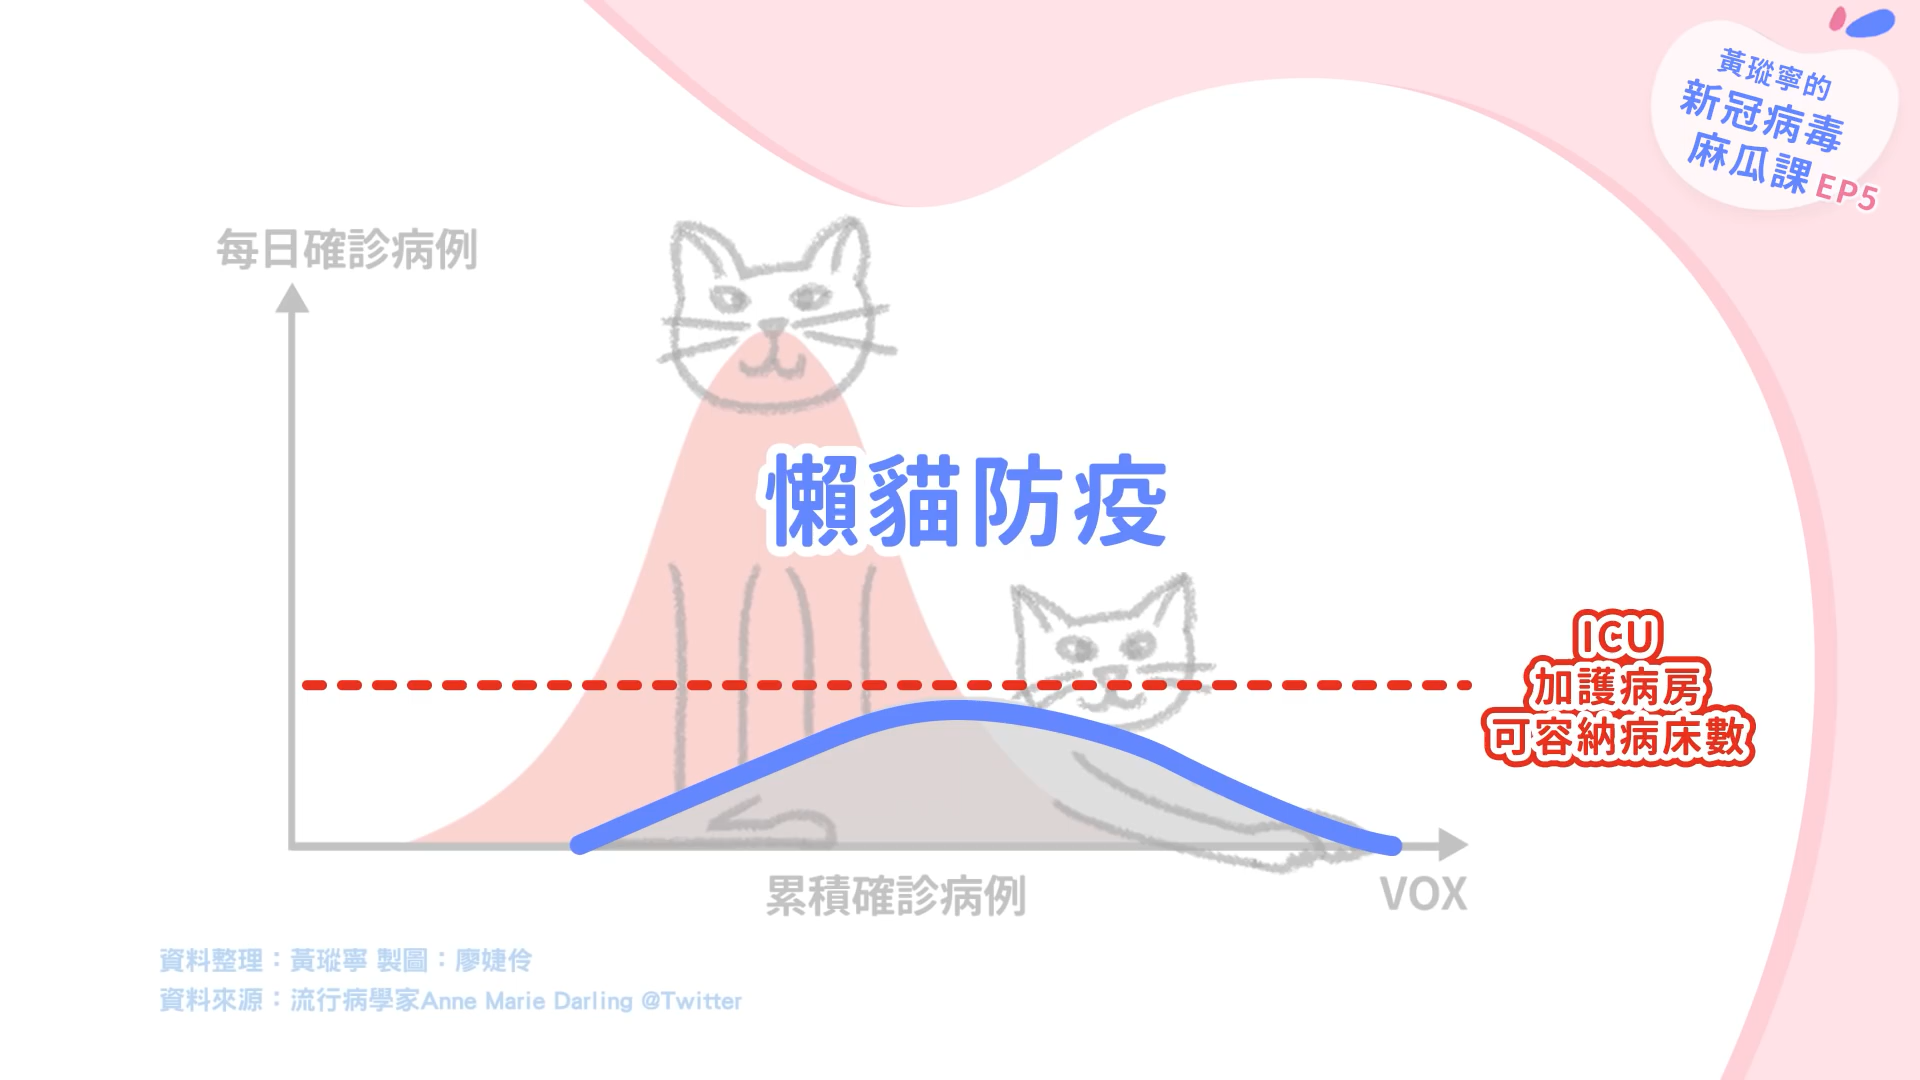 黃瑽寧的
新冠病毒
麻瓜課EP5
每日確診病例
懶貓防疫
ICU
加護病房
可容納病床數
累積確診病例
VOX
資料整理：黃瑽寧 製圖：廖婕伶
資料來源：流行病學家Anne Marie Darling @Twitter